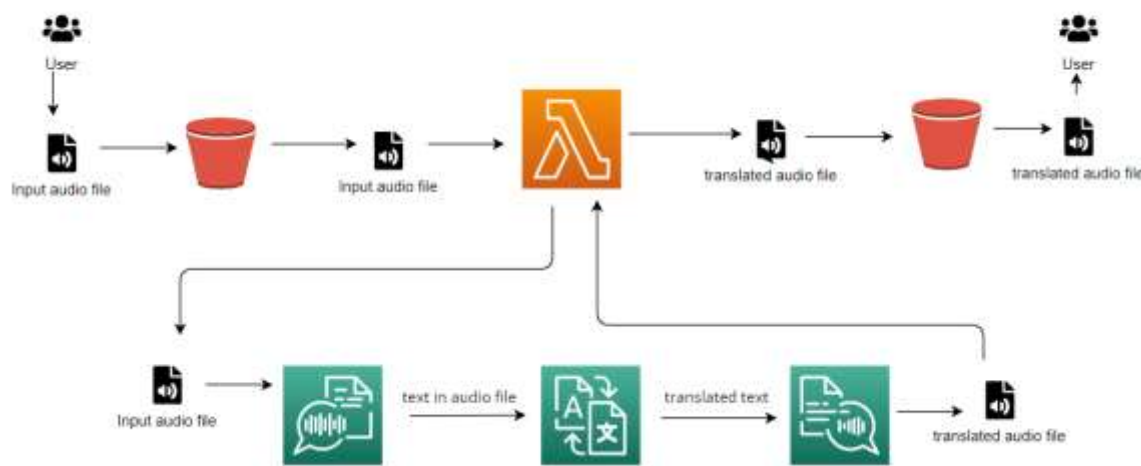 User
User
Input audio file
Input audio file
translated audio file
translated audio file
text in audio file
translated text
Input audio file
translated audio file